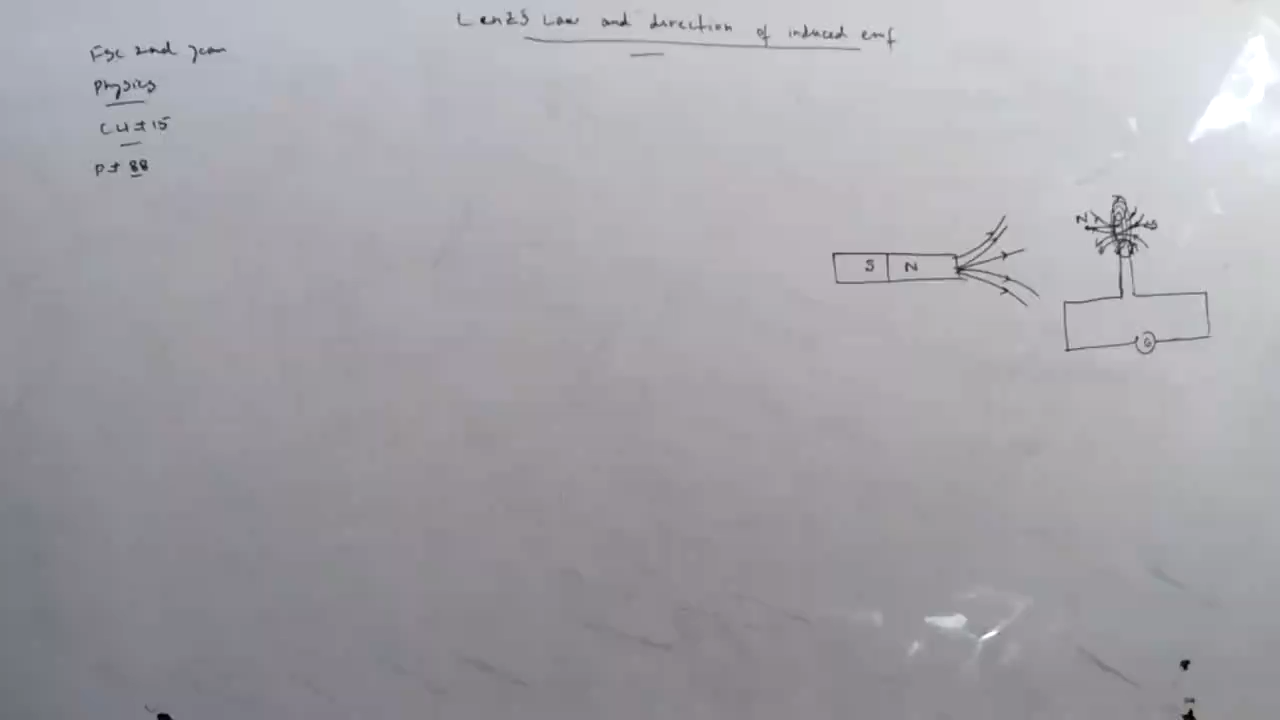 Lenz's Law and direction of induced emf
Fsc 2nd year
Physics
CH # 15
P # 88
N S
S N
G